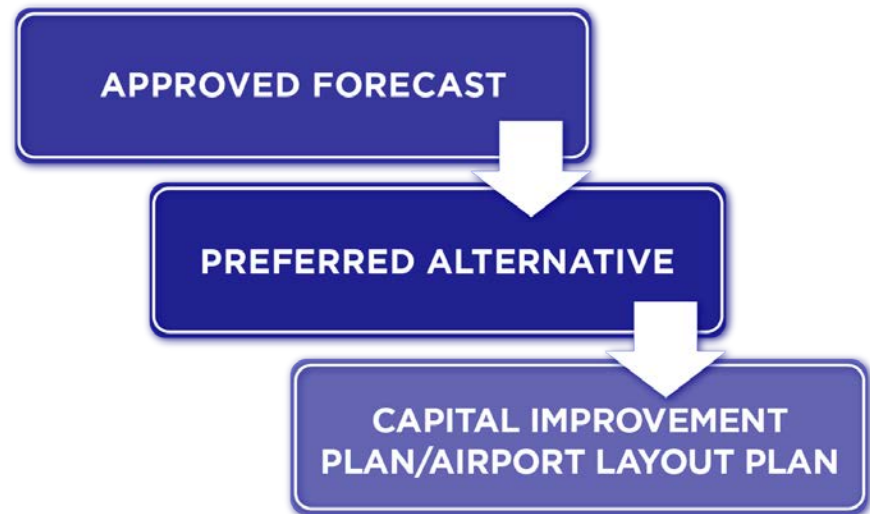 APPROVED FORECAST
PREFERRED ALTERNATIVE
CAPITAL IMPROVEMENT
PLAN/AIRPORT LAYOUT PLAN